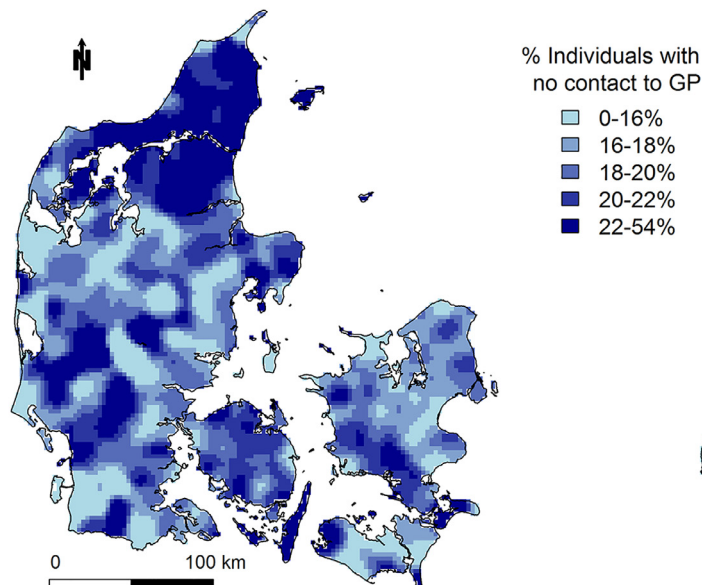 N
% Individuals with
no contact to GP
0-16%
16-18%
18-20%
20-22%
22-54%
0 100 km